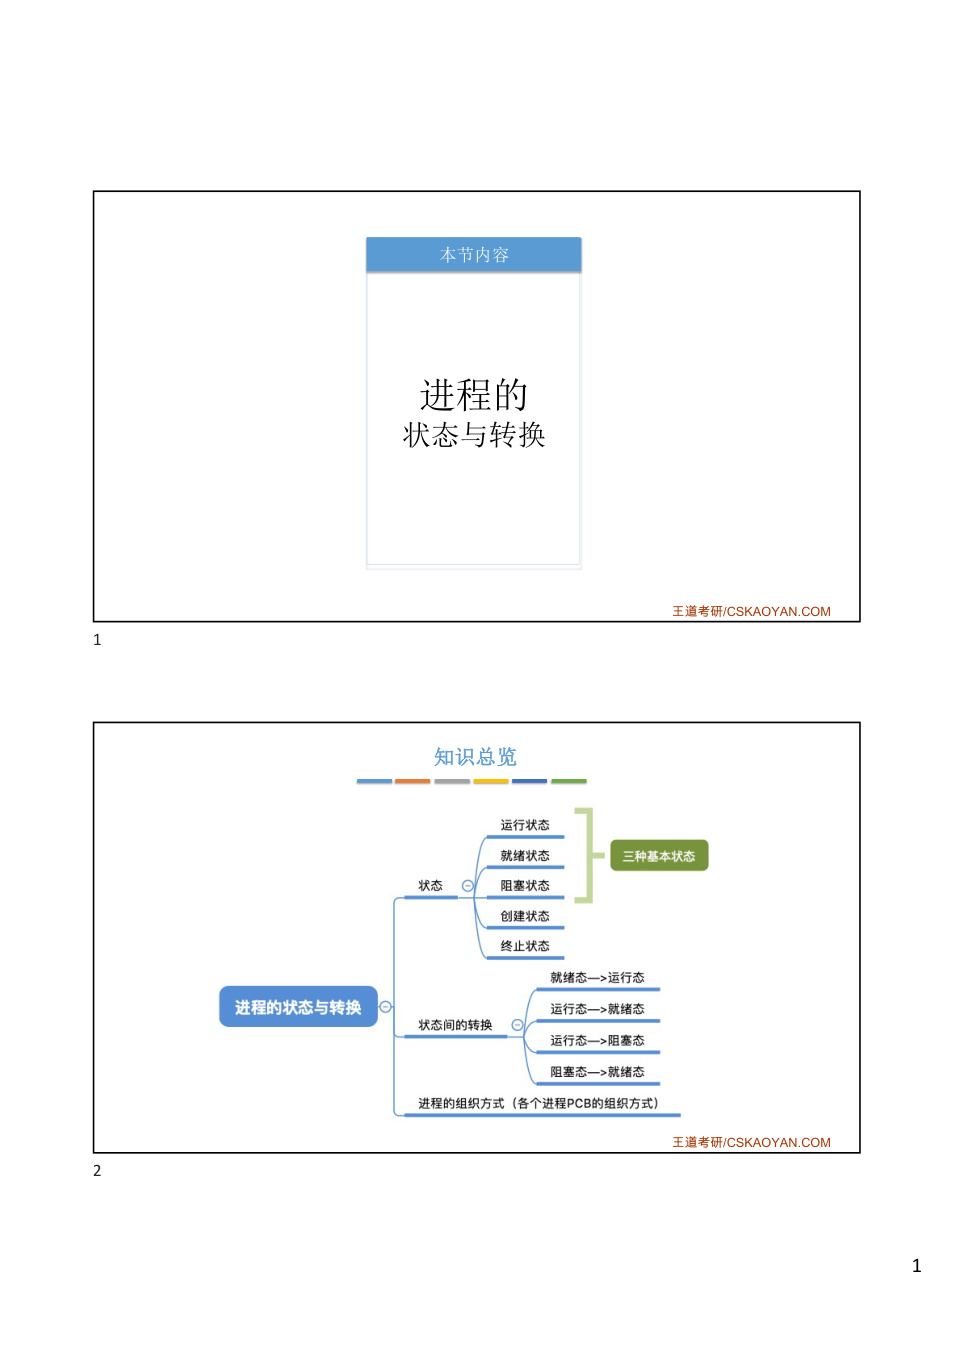 本节内容
进程的
状态与转换
王道考研/CSKAOYAN.COM
1
知识总览
运行状态
就绪状态
三种基本状态
状态
阻塞状态
创建状态
终止状态
就绪态—>运行态
进程的状态与转换
运行态—>就绪态
状态间的转换
运行态—>阻塞态
阻塞态—>就绪态
进程的组织方式（各个进程PCB的组织方式）
王道考研/CSKAOYAN.COM
2
1